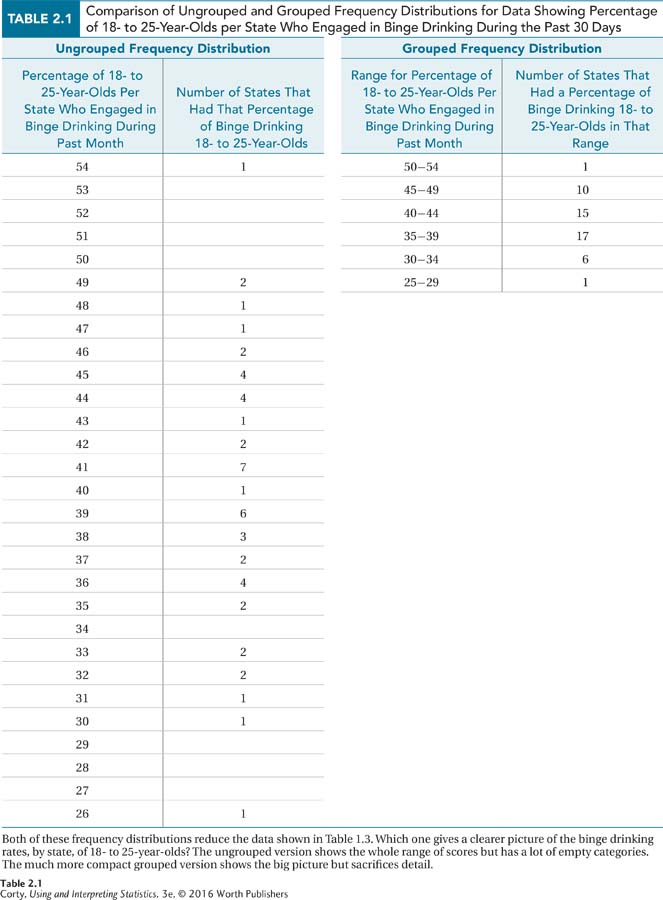 TABLE 2.1
Comparison of Ungrouped and Grouped Frequency Distributions for Data Showing Percentage
of 18- to 25-Year-Olds per State Who Engaged in Binge Drinking During the Past 30 Days
Ungrouped Frequency Distribution
Percentage of 18- to
25-Year-Olds Per
State Who Engaged in
Binge Drinking During
Past Month
Number of States That
Had That Percentage
of Binge Drinking
18- to 25-Year-Olds
54 1
53
52
51
50
49 2
48 1
47 1
46 2
45 4
44 4
43 1
42 2
41 7
40 1
39 6
38 3
37 2
36 4
35 2
34
33 2
32 2
31 1
30 1
29
28
27
26 1
Grouped Frequency Distribution
Range for Percentage of
18- to 25-Year-Olds Per
State Who Engaged in
Binge Drinking During
Past Month
Number of States That
Had a Percentage of
Binge Drinking 18- to
25-Year-Olds in That
Range
50–54 1
45–49 10
40–44 15
35–39 17
30–34 6
25–29 1
Both of these frequency distributions reduce the data shown in Table 1.3. Which one gives a clearer picture of the binge drinking
rates, by state, of 18- to 25-year-olds? The ungrouped version shows the whole range of scores but has a lot of empty categories.
The much more compact grouped version shows the big picture but sacrifices detail.
Table 2.1
Corty, Using and Interpreting Statistics, 3e, © 2016 Worth Publishers